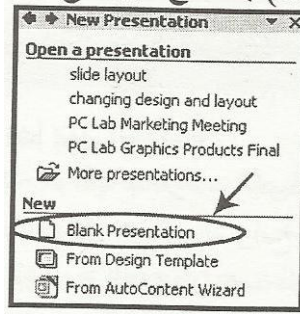 New Presentation
Open a presentation
slide layout
changing design and layout
PC Lab Marketing Meeting
PC Lab Graphics Products Final
More presentations...
New
Blank Presentation
From Design Template
From AutoContent Wizard